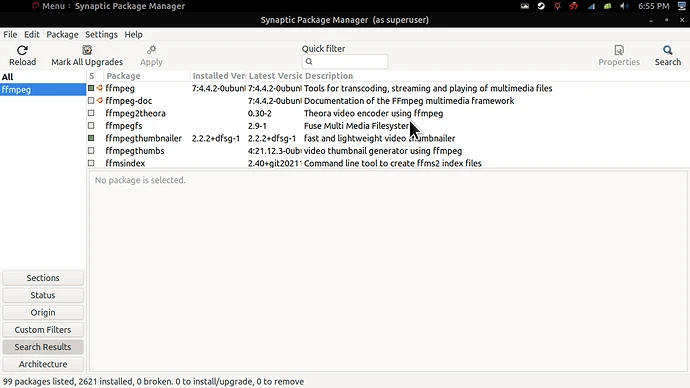 Menu : Synaptic Package Manager 6:55 PM
Synaptic Package Manager (as superuser)
File Edit Package Settings Help
Reload Mark All Upgrades Apply Quick filter Properties Search
S Package Installed Ver Latest Versic Description
All
ffmpeg
ffmpeg 7:4.4.2-0ubunt 7:4.4.2-0ubunt Tools for transcoding, streaming and playing of multimedia files
ffmpeg-doc 7:4.4.2-0ubunt Documentation of the FFmpeg multimedia framework
ffmpeg2theora 0.30-2 Theora video encoder using ffmpeg
ffmpegfs 2.9-1 Fuse Multi Media Filesystem
ffmpegthumbnailer 2.2.2+dfsg-1 2.2.2+dfsg-1 fast and lightweight video thumbnailer
ffmpegthumbs 4:21.12.3-0ubu video thumbnail generator using ffmpeg
ffmsindex 2.40+git2021 Command line tool to create ffms2 index files
No package is selected.
Sections
Status
Origin
Custom Filters
Search Results
Architecture
99 packages listed, 2621 installed, 0 broken. 0 to install/upgrade, 0 to remove